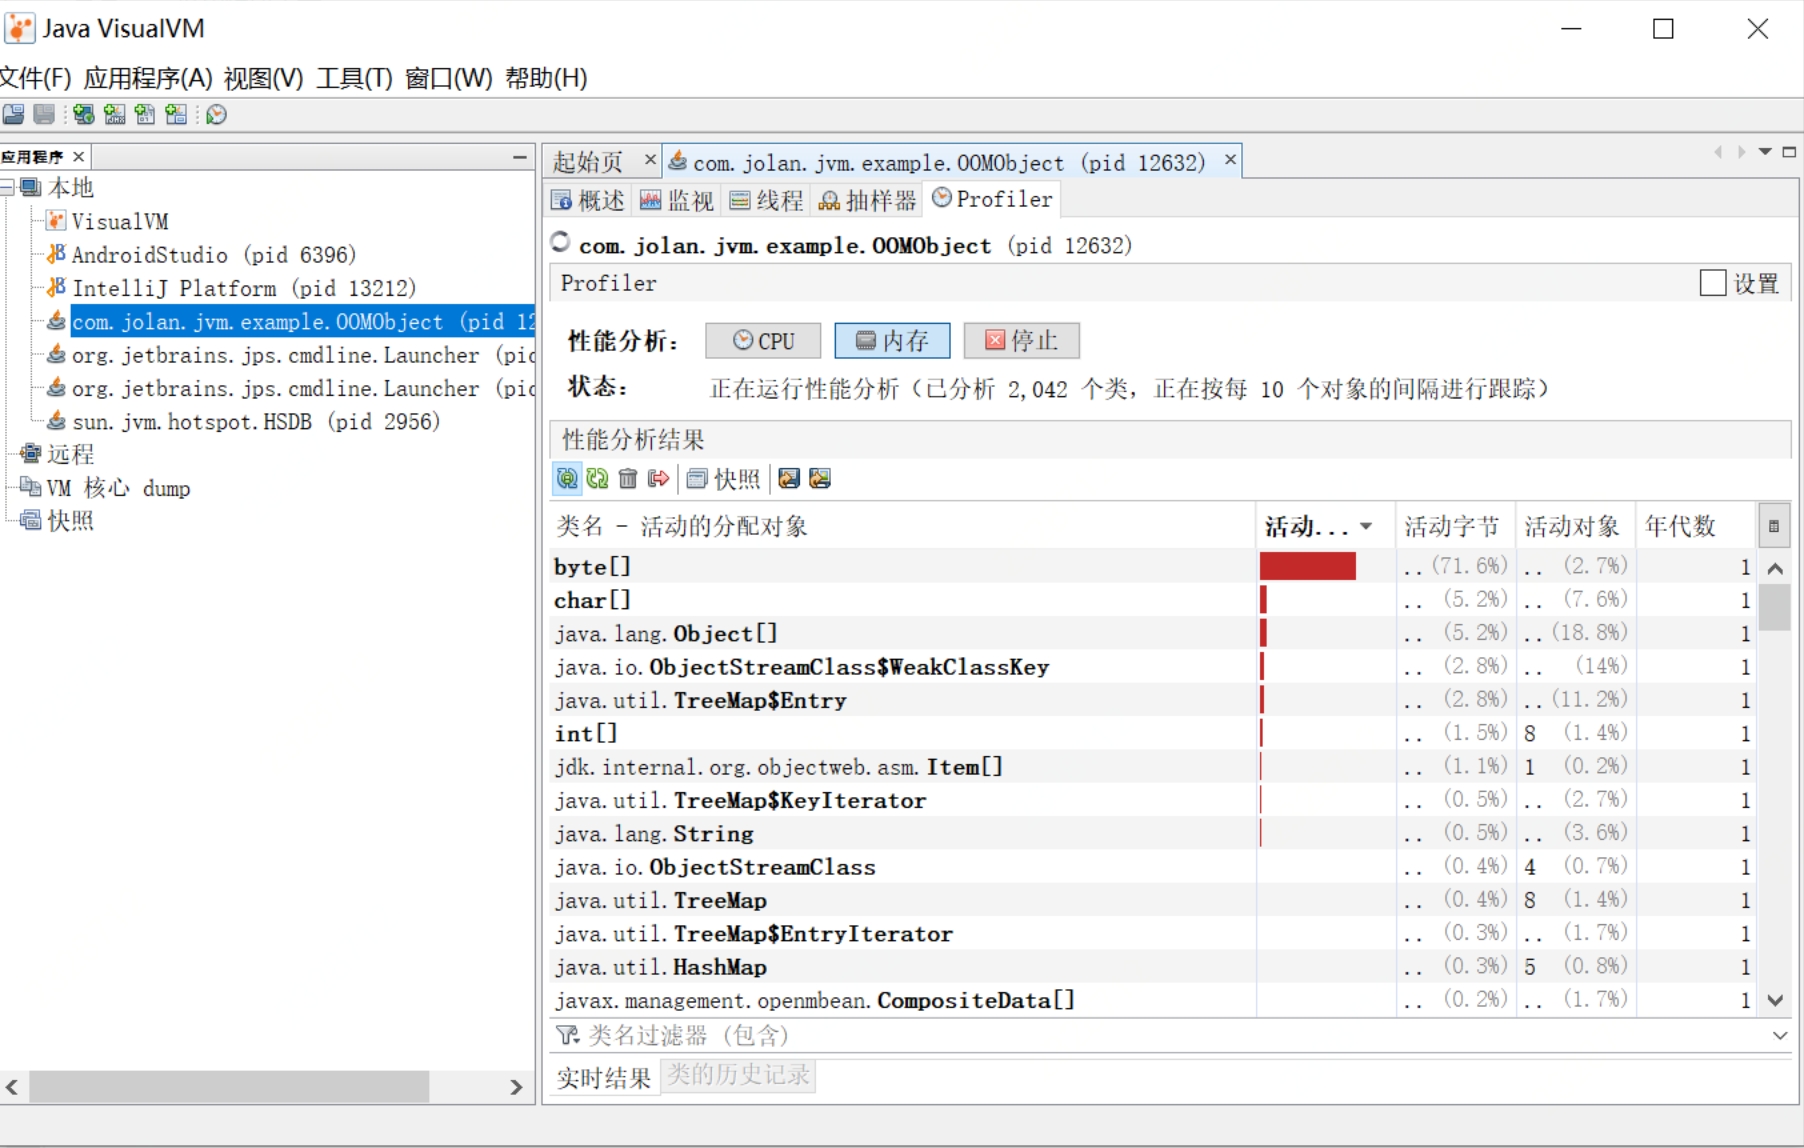 Java VisualVM
文件(F) 应用程序(A) 视图(V) 工具(T) 窗口(W) 帮助(H)
应用程序
本地
VisualVM
AndroidStudio (pid 6396)
IntelliJ Platform (pid 13212)
com.jolan.jvm.example.OOMObject (pid 12
org.jetbrains.jps.cmdline.Launcher (pid
org.jetbrains.jps.cmdline.Launcher (pid
sun.jvm.hotspot.HSDB (pid 2956)
远程
VM 核心 dump
快照
起始页 com.jolan.jvm.example.OOMObject (pid 12632)
概述 监视 线程 抽样器 Profiler
com.jolan.jvm.example.OOMObject (pid 12632)
Profiler 设置
性能分析: CPU 内存 停止
状态: 正在运行性能分析（已分析 2,042 个类, 正在按每 10 个对象的间隔进行跟踪）
性能分析结果
快照
类名 - 活动的分配对象 活动... 活动字节 活动对象 年代数
byte[] .. (71.6%) .. (2.7%) 1
char[] .. (5.2%) .. (7.6%) 1
java.lang.Object[] .. (5.2%) .. (18.8%) 1
java.io.ObjectStreamClass$WeakClassKey .. (2.8%) .. (14%) 1
java.util.TreeMap$Entry .. (2.8%) .. (11.2%) 1
int[] .. (1.5%) 8 (1.4%) 1
jdk.internal.org.objectweb.asm.Item[] .. (1.1%) 1 (0.2%) 1
java.util.TreeMap$KeyIterator .. (0.5%) .. (2.7%) 1
java.lang.String .. (0.5%) .. (3.6%) 1
java.io.ObjectStreamClass .. (0.4%) 4 (0.7%) 1
java.util.TreeMap .. (0.4%) 8 (1.4%) 1
java.util.TreeMap$EntryIterator .. (0.3%) .. (1.7%) 1
java.util.HashMap .. (0.3%) 5 (0.8%) 1
javax.management.openmbean.CompositeData[] .. (0.2%) .. (1.7%) 1
类名过滤器 (包含)
实时结果 类的历史记录